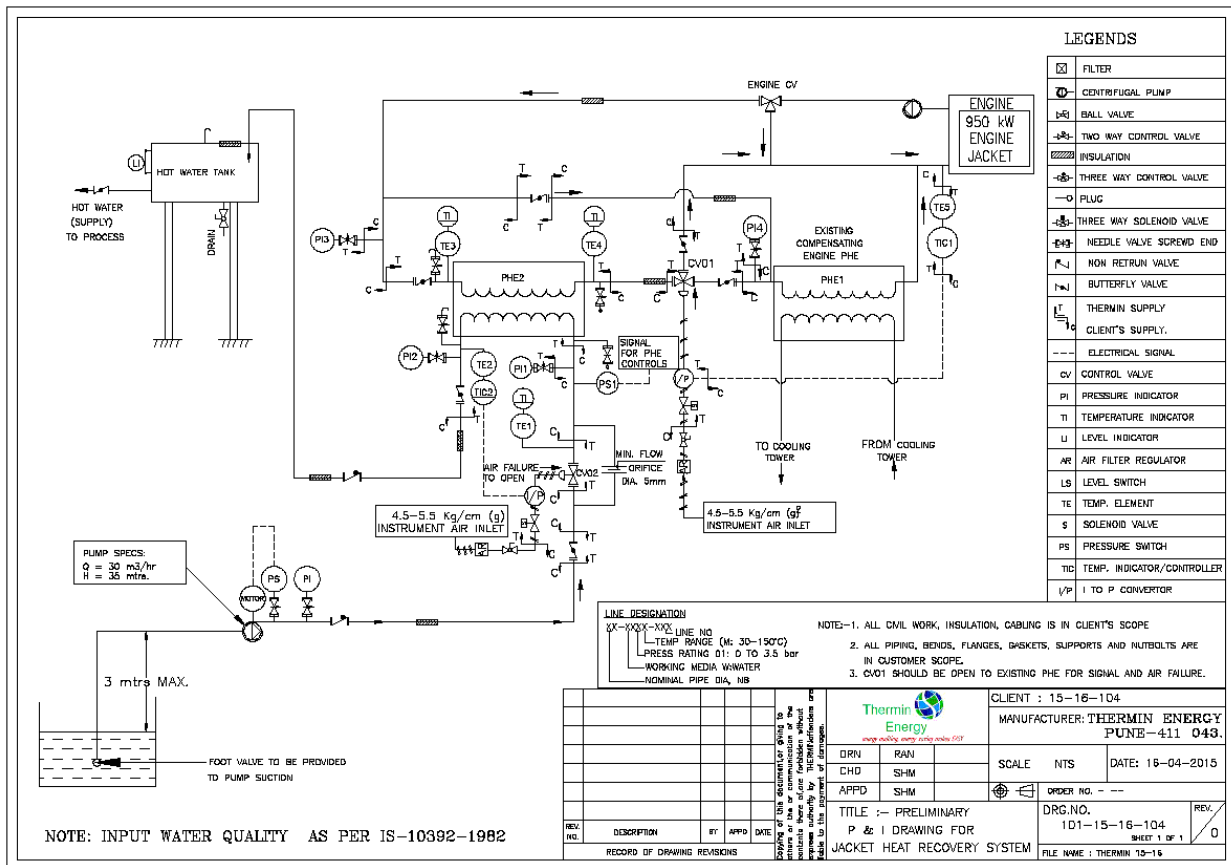 LEGENDS
FILTER
CENTRIFUGAL PUMP
BALL VALVE
TWO WAY CONTROL VALVE
INSULATION
THREE WAY CONTROL VALVE
PLUG
THREE WAY SOLENOID VALVE
NEEDLE VALVE SCREWD END
NON RETRUN VALVE
BUTTERFLY VALVE
T THERMIN SUPPLY
C CLIENT'S SUPPLY.
ELECTRICAL SIGNAL
CV CONTROL VALVE
PI PRESSURE INDICATOR
TI TEMPERATURE INDICATOR
LI LEVEL INDICATOR
AR AIR FILTER REGULATOR
LS LEVEL SWITCH
TE TEMP. ELEMENT
S SOLENOID VALVE
PS PRESSURE SWITCH
TIC TEMP. INDICATOR/CONTROLLER
I/P I TO P CONVERTOR
ENGINE CV
ENGINE
950 kW
ENGINE
JACKET
LI
HOT WATER TANK
HOT WATER
(SUPPLY)
TO PROCESS
DRAIN
PI3
TI
TE3
TI
TE4
PHE2
CV01
PI4
EXISTING
COMPENSATING
ENGINE PHE
PHE1
TE5
TIC1
PI2
TE2
TIC2
PI1
TI
TE1
SIGNAL
FOR PHE
CONTROLS
PS1
I/P
AIR FAILURE
TO OPEN
CV02
MIN. FLOW
ORIFICE
DIA. 5mm
TO COOLING
TOWER
FROM COOLING
TOWER
I/P
4.5-5.5 Kg/cm (g)
INSTRUMENT AIR INLET
4.5-5.5 Kg/cm (g)
INSTRUMENT AIR INLET
PUMP SPECS:
Q = 30 m3/hr
H = 35 mtrs.
MOTOR
PS
PI
3 mtrs MAX.
FOOT VALVE TO BE PROVIDED
TO PUMP SUCTION
NOTE: INPUT WATER QUALITY AS PER IS-10392-1982
LINE DESIGNATION
XX-XXXX-XXX
LINE NO
TEMP RANGE (M: 30-150°C)
PRESS RATING 01: 0 TO 3.5 bar
WORKING MEDIA W:WATER
NOMINAL PIPE DIA, NB
NOTE:-1. ALL CIVIL WORK, INSULATION, CABLING IS IN CLIENT'S SCOPE
2. ALL PIPING, BENDS, FLANGES, GASKETS, SUPPORTS AND NUTBOLTS ARE
IN CUSTOMER SCOPE.
3. CV01 SHOULD BE OPEN TO EXISTING PHE FOR SIGNAL AND AIR FAILURE.
REV. NO. DESCRIPTION BY APPD DATE
RECORD OF DRAWING REVISIONS
Thermin
Energy
CLIENT : 15-16-104
MANUFACTURER: THERMIN ENERGY
PUNE-411 043.
DRN RAN
CHD SHM
APPD SHM
SCALE NTS
DATE: 16-04-2015
ORDER NO. - --
TITLE :- PRELIMINARY
P & I DRAWING FOR
JACKET HEAT RECOVERY SYSTEM
DRG.NO.
101-15-16-104
SHEET 1 OF 1
REV.
0
FILE NAME : THERMIN 15-16